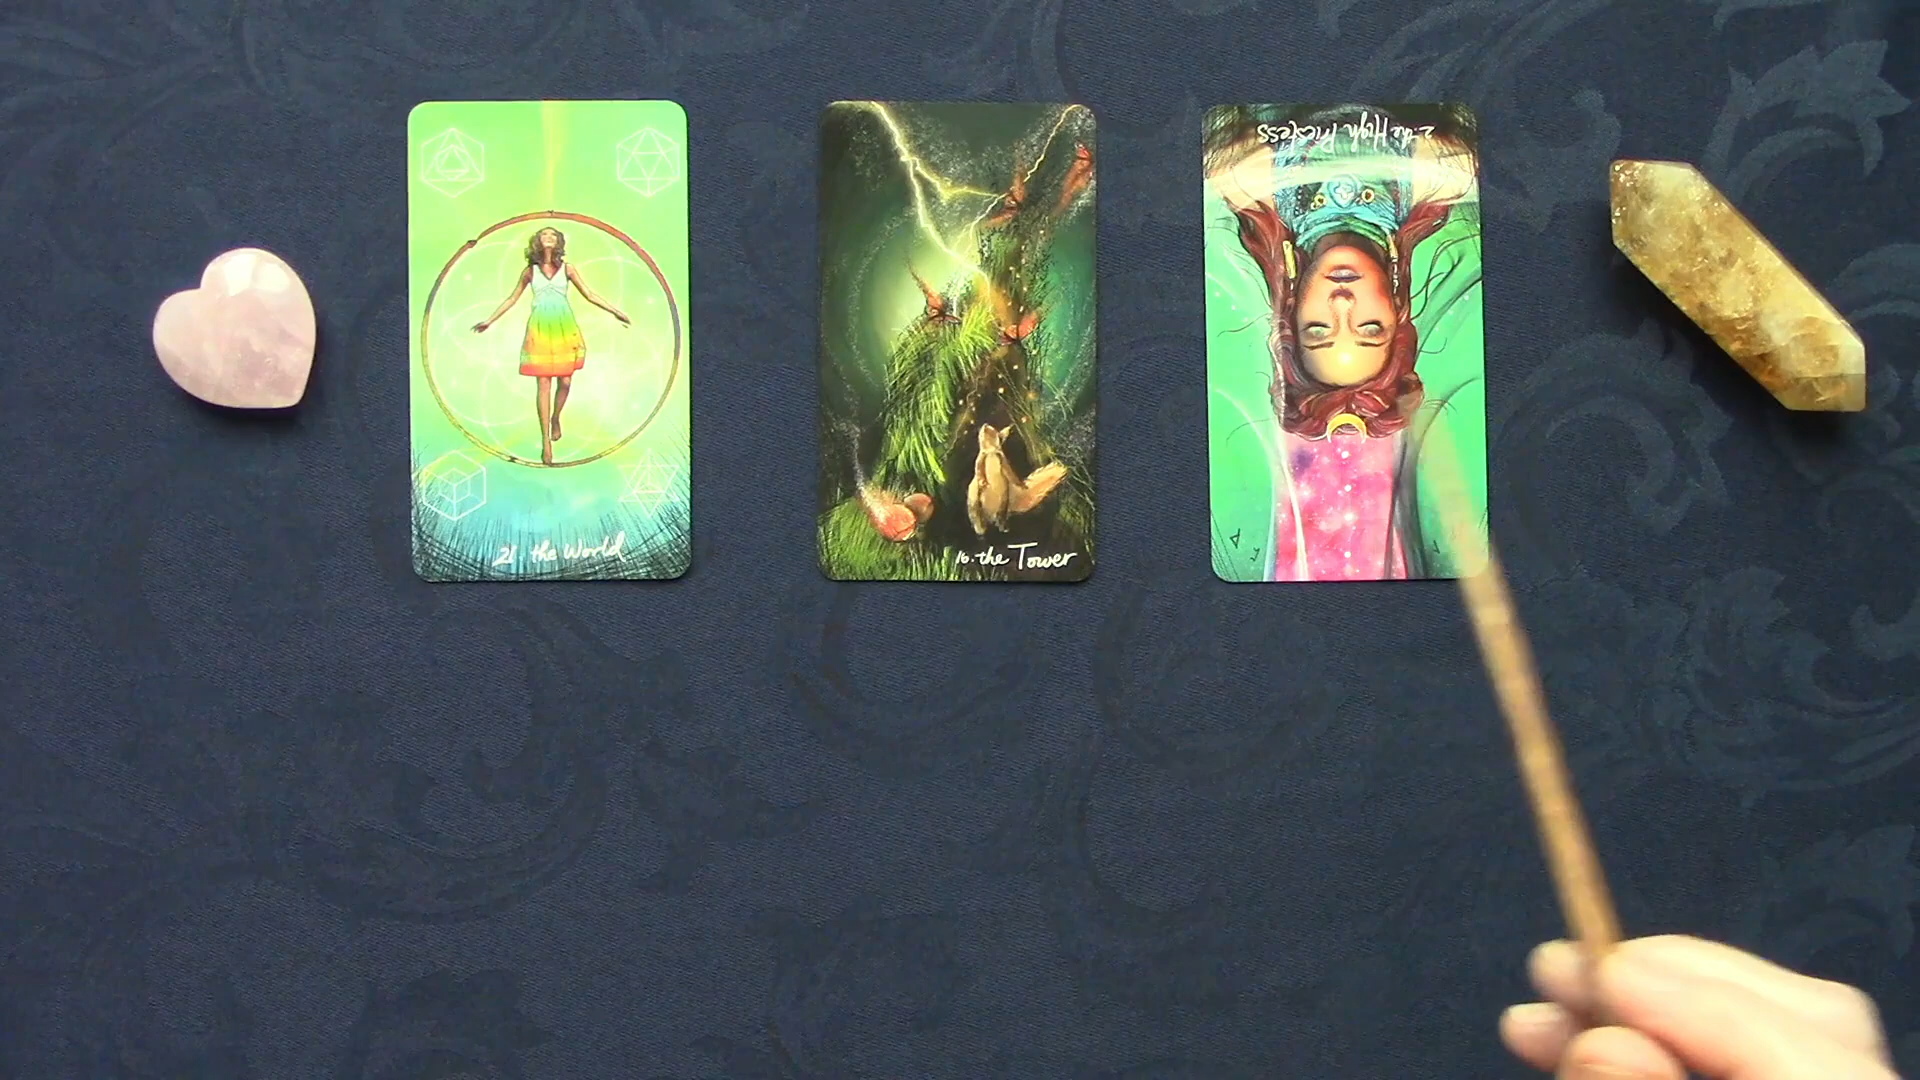 21. the World
16. the Tower
2. the High Priestess